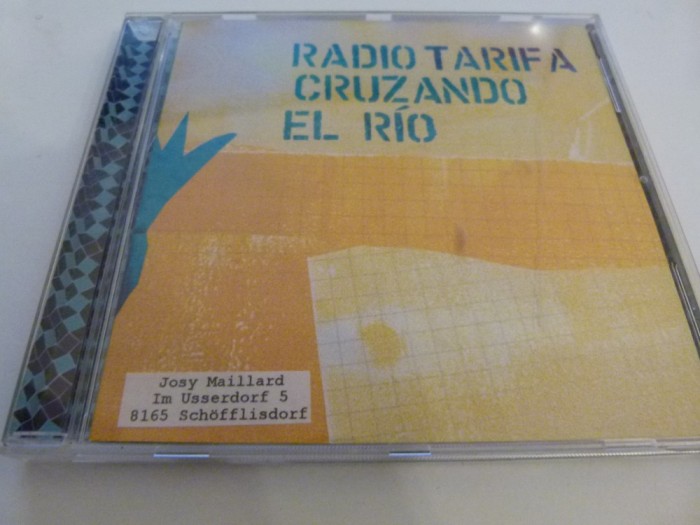 RADIO TARIFA
CRUZANDO
EL RÍO
Josy Maillard
Im Usserdorf 5
8165 Schöfflisdorf